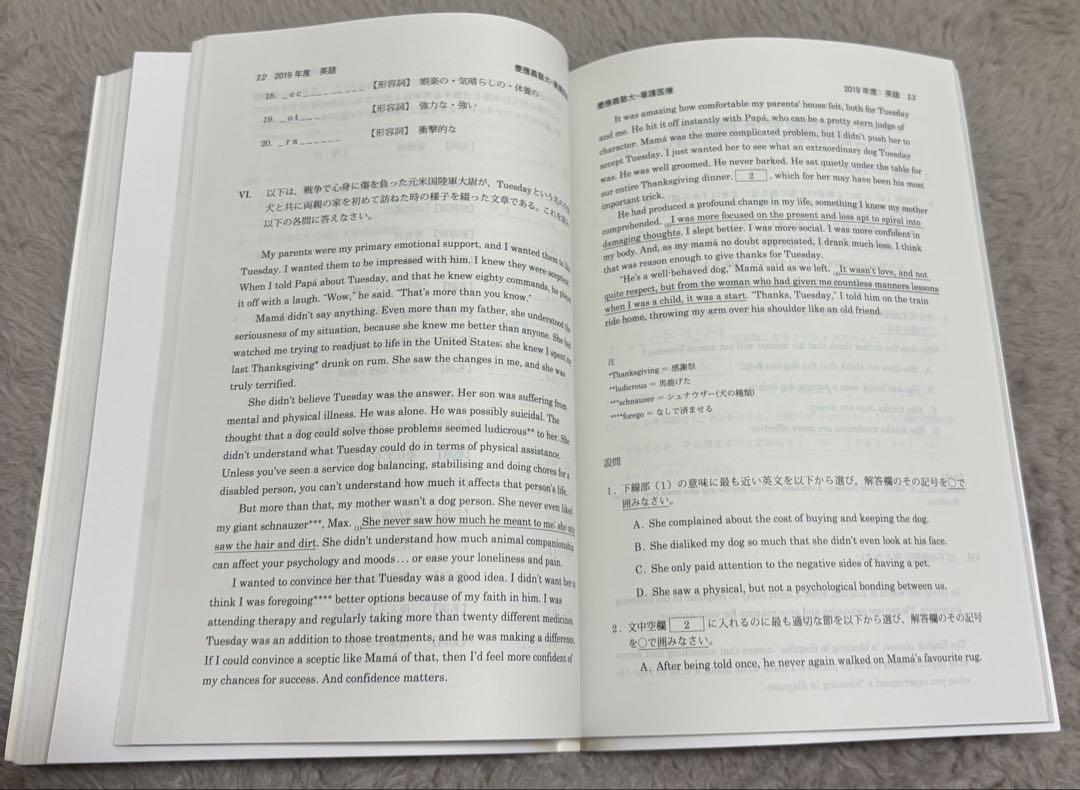 12 2019年度 英語
慶應義塾大-看護医療
18. _ec__________ 【形容詞】 娯楽の・気晴らしの・休養の
19. _ot___ 【形容詞】 強力な・強い
20. _ra______ 【形容詞】 衝撃的な
VI. 以下は,戦争で心身に傷を負った元米国陸軍大尉が,Tuesdayという名の
犬と共に両親の家を初めて訪ねた時の様子を綴った文章である。これを
以下の各問に答えなさい。
My parents were my primary emotional support, and I wanted them to
Tuesday. I wanted them to be impressed with him. I knew they were sceptical.
When I told Papá about Tuesday, and that he knew eighty commands, he played
it off with a laugh. “Wow,” he said. “That's more than you know.”
Mamá didn't say anything. Even more than my father, she understood the
seriousness of my situation, because she knew me better than anyone. She had
watched me trying to readjust to life in the United States; she knew I spent my
last Thanksgiving* drunk on rum. She saw the changes in me, and she was
truly terrified.
She didn't believe Tuesday was the answer. Her son was suffering from
mental and physical illness. He was alone. He was possibly suicidal. The
thought that a dog could solve those problems seemed ludicrous** to her. She
didn't understand what Tuesday could do in terms of physical assistance.
Unless you've seen a service dog balancing, stabilising and doing chores for a
disabled person, you can't understand how much it affects that person's life.
But more than that, my mother wasn't a dog person. She never even liked
my giant schnauzer***, Max. (1)She never saw how much he meant to me; she only
saw the hair and dirt. She didn't understand how much animal companionship
can affect your psychology and moods… or ease your loneliness and pain.
I wanted to convince her that Tuesday was a good idea. I didn't want her to
think I was foregoing**** better options because of my faith in him. I was
attending therapy and regularly taking more than twenty different medicines.
Tuesday was an addition to those treatments, and he was making a difference.
If I could convince a sceptic like Mamá of that, then I'd feel more confident of
my chances for success. And confidence matters.
慶應義塾大-看護医療
2019年度 英語 13
It was amazing how comfortable my parents' house felt, both for Tuesday
and me. He hit it off instantly with Papá, who can be a pretty stern judge of
character. Mamá was the more complicated problem, but I didn't push her to
accept Tuesday. I just wanted her to see what an extraordinary dog Tuesday
was. He was well groomed. He never barked. He sat quietly under the table for
our entire Thanksgiving dinner. 2 , which for her may have been his most
important trick.
He had produced a profound change in my life, something I knew my mother
comprehended. I was more focused on the present and less apt to spiral into
damaging thoughts. I slept better. I was more social. I was more confident in
my body. And, as my mamá no doubt appreciated, I drank much less. I think
that was reason enough to give thanks for Tuesday.
“He's a well-behaved dog,” Mamá said as we left. It wasn't love, and not
quite respect, but from the woman who had given me countless manners lessons
when I was a child, it was a start. “Thanks, Tuesday,” I told him on the train
ride home, throwing my arm over his shoulder like an old friend.
注
*Thanksgiving = 感謝祭
**ludicrous = 馬鹿げた
***schnauzer = シュナウザー(犬の種類)
****forego = なしで済ませる
設問
1. 下線部(1)の意味に最も近い英文を以下から選び,解答欄のその記号を○で
囲みなさい。
A. She complained about the cost of buying and keeping the dog.
B. She disliked my dog so much that she didn't even look at his face.
C. She only paid attention to the negative sides of having a pet.
D. She saw a physical, but not a psychological bonding between us.
2. 文中空欄 2 に入れるのに最も適切な節を以下から選び,解答欄のその記号
を○で囲みなさい。
A. After being told once, he never again walked on Mamá's favourite rug.